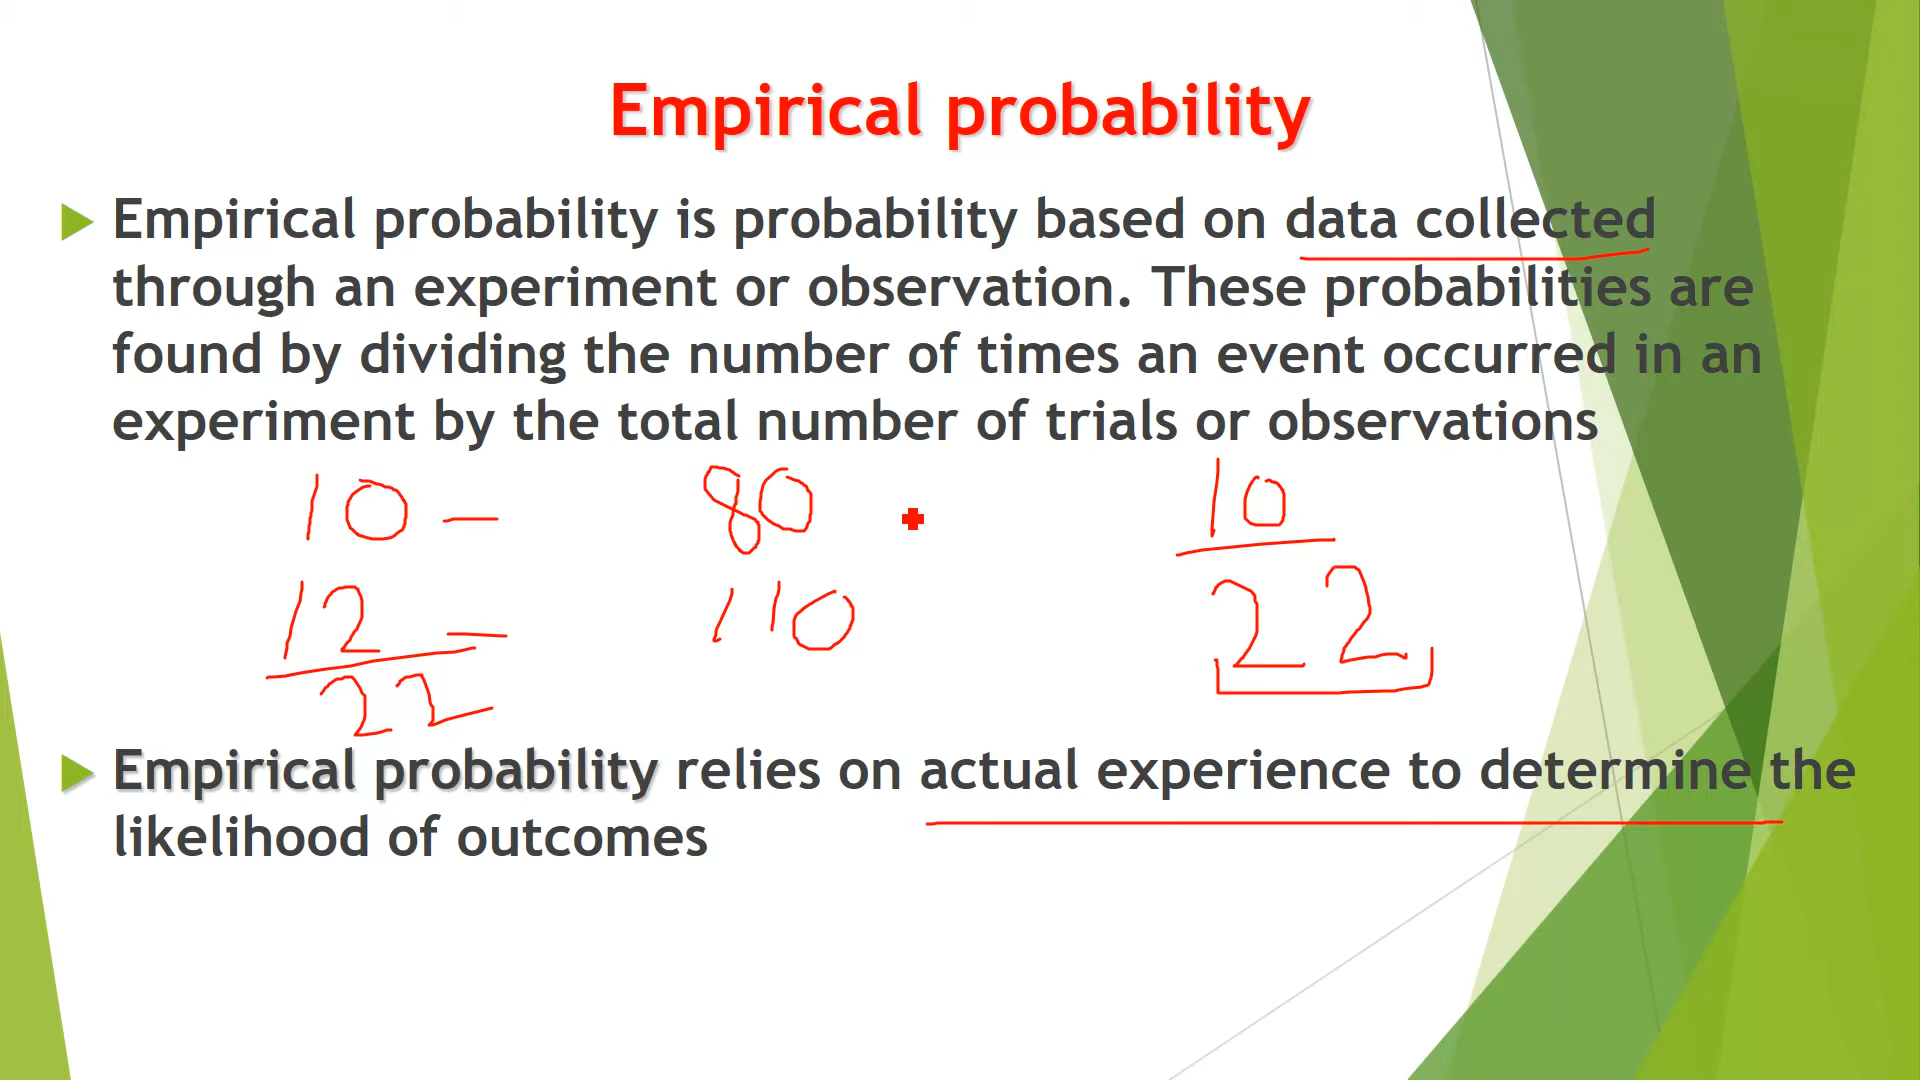 Empirical probability
Empirical probability is probability based on data collected
through an experiment or observation. These probabilities are
found by dividing the number of times an event occurred in an
experiment by the total number of trials or observations
10 — 80 10
12 — 110 22
22
Empirical probability relies on actual experience to determine the
likelihood of outcomes